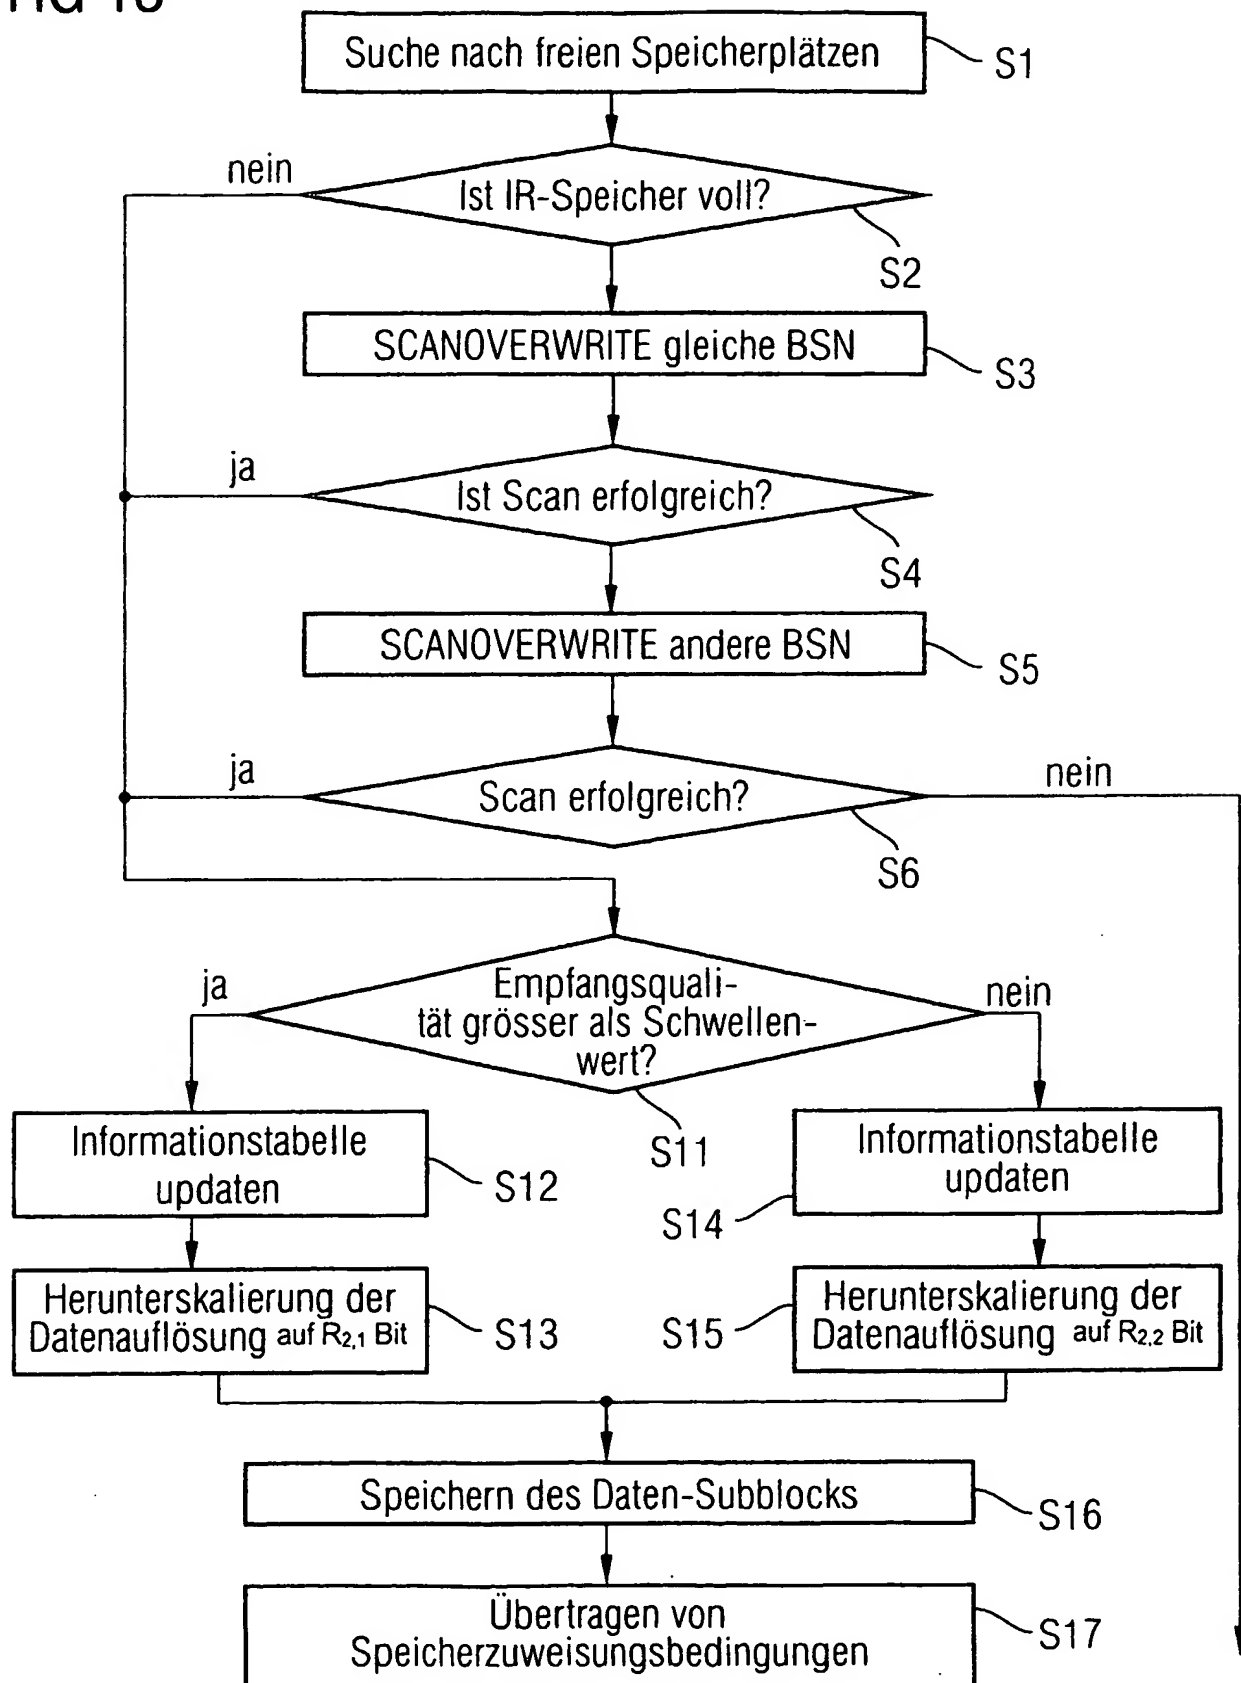 Suche nach freien Speicherplätzen
S1
nein
Ist IR-Speicher voll?
S2
SCANOVERWRITE gleiche BSN
S3
ja
Ist Scan erfolgreich?
S4
SCANOVERWRITE andere BSN
S5
ja
Scan erfolgreich?
nein
S6
ja
Empfangsquali-
tät grösser als Schwellen-
wert?
nein
S11
Informationstabelle
updaten
S12
Informationstabelle
updaten
S14
Herunterskalierung der
Datenauflösung auf R2,1 Bit
S13
Herunterskalierung der
Datenauflösung auf R2,2 Bit
S15
Speichern des Daten-Subblocks
S16
Übertragen von
Speicherzuweisungsbedingungen
S17